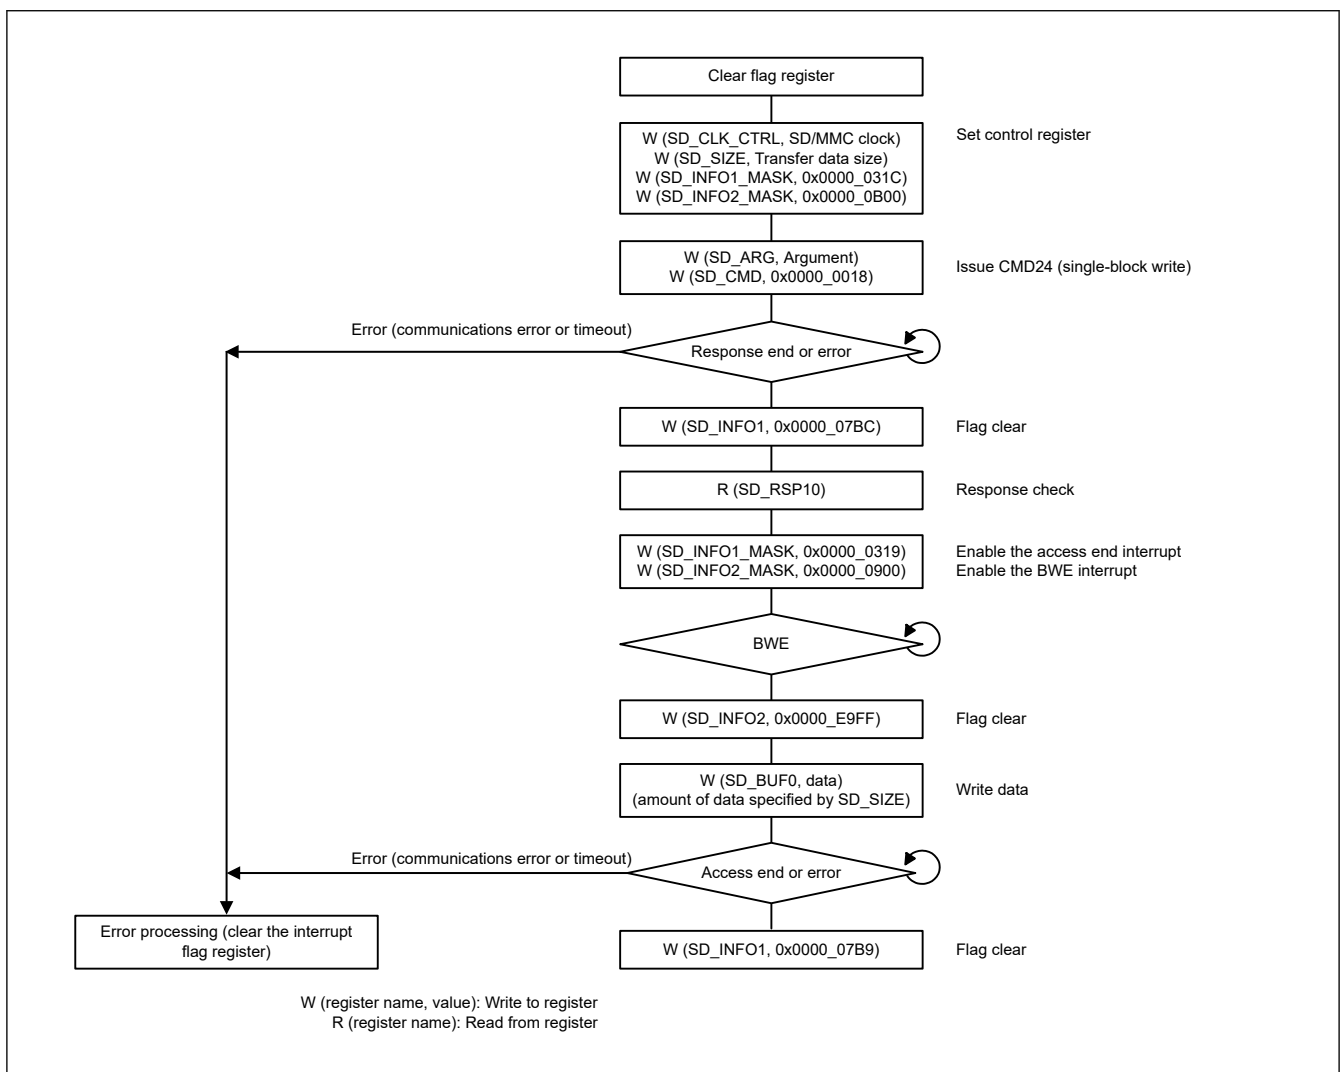 Clear flag register
W (SD_CLK_CTRL, SD/MMC clock)
W (SD_SIZE, Transfer data size)
W (SD_INFO1_MASK, 0x0000_031C)
W (SD_INFO2_MASK, 0x0000_0B00)
Set control register
W (SD_ARG, Argument)
W (SD_CMD, 0x0000_0018)
Issue CMD24 (single-block write)
Error (communications error or timeout)
Response end or error
W (SD_INFO1, 0x0000_07BC)
Flag clear
R (SD_RSP10)
Response check
W (SD_INFO1_MASK, 0x0000_0319)
W (SD_INFO2_MASK, 0x0000_0900)
Enable the access end interrupt
Enable the BWE interrupt
BWE
W (SD_INFO2, 0x0000_E9FF)
Flag clear
W (SD_BUF0, data)
(amount of data specified by SD_SIZE)
Write data
Error (communications error or timeout)
Access end or error
Error processing (clear the interrupt
flag register)
W (SD_INFO1, 0x0000_07B9)
Flag clear
W (register name, value): Write to register
R (register name): Read from register